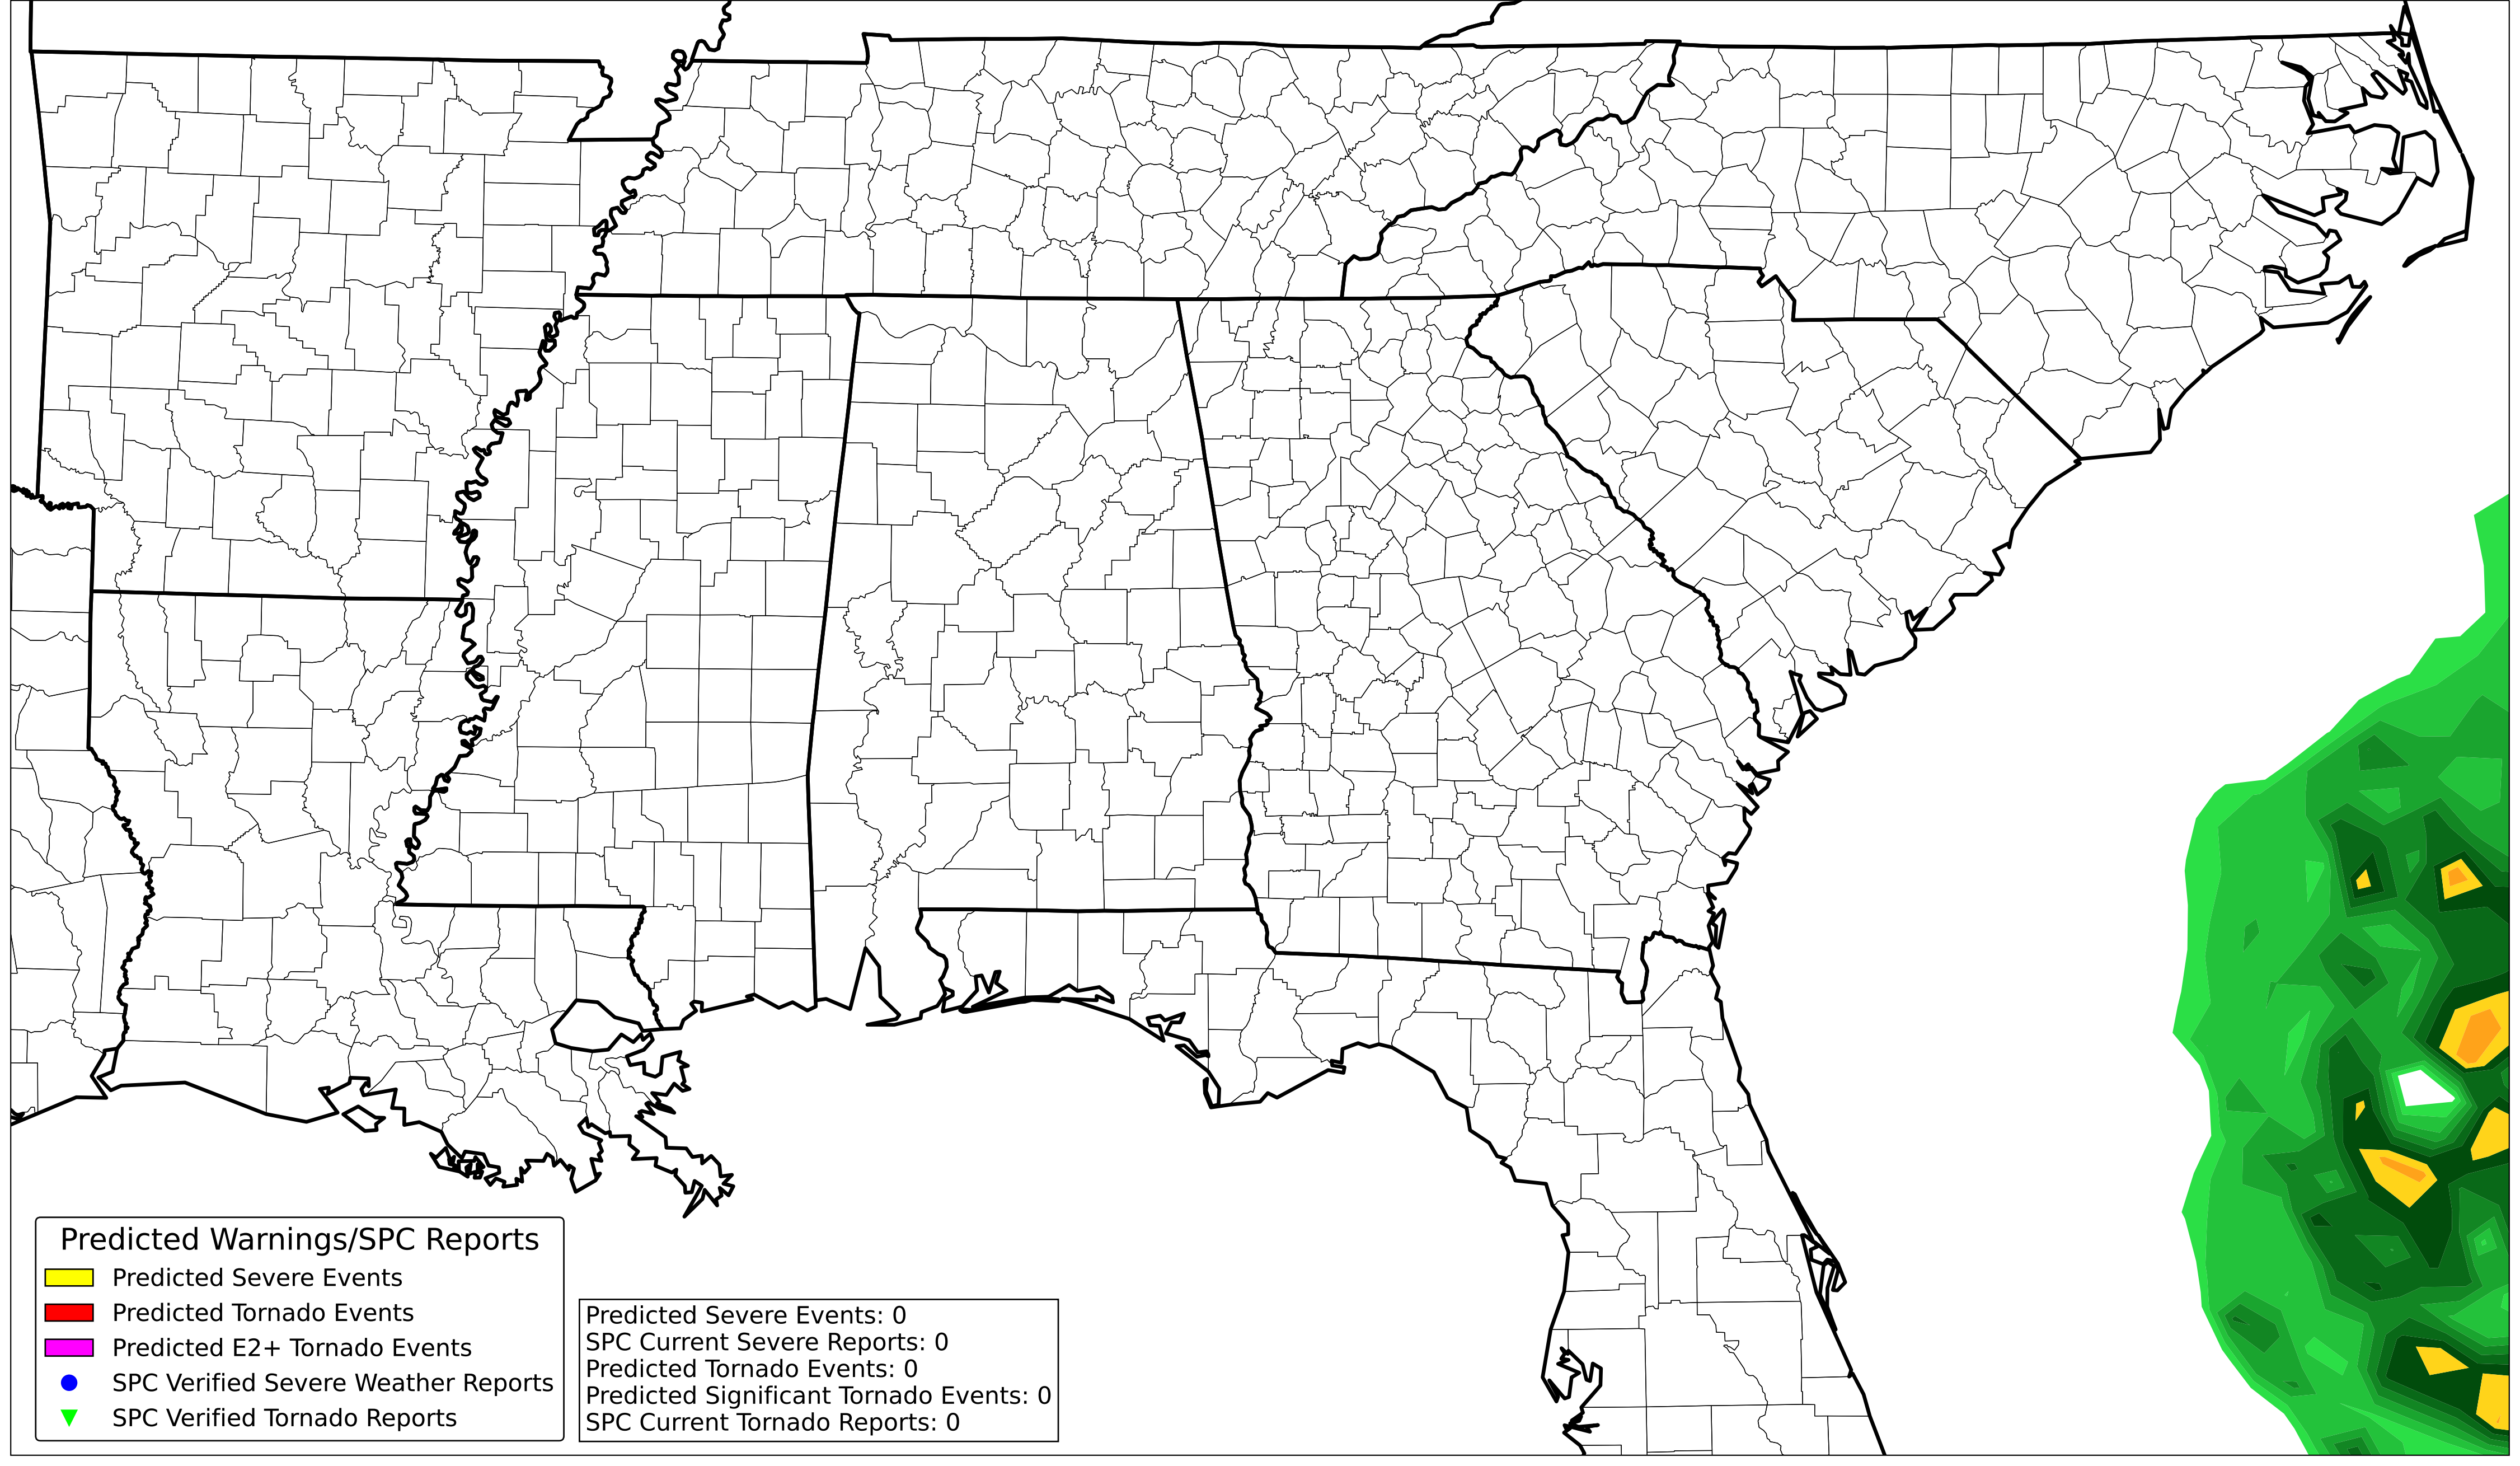 Predicted Warnings/SPC Reports
Predicted Severe Events
Predicted Tornado Events
Predicted E2+ Tornado Events
SPC Verified Severe Weather Reports
SPC Verified Tornado Reports
Predicted Severe Events: 0
SPC Current Severe Reports: 0
Predicted Tornado Events: 0
Predicted Significant Tornado Events: 0
SPC Current Tornado Reports: 0